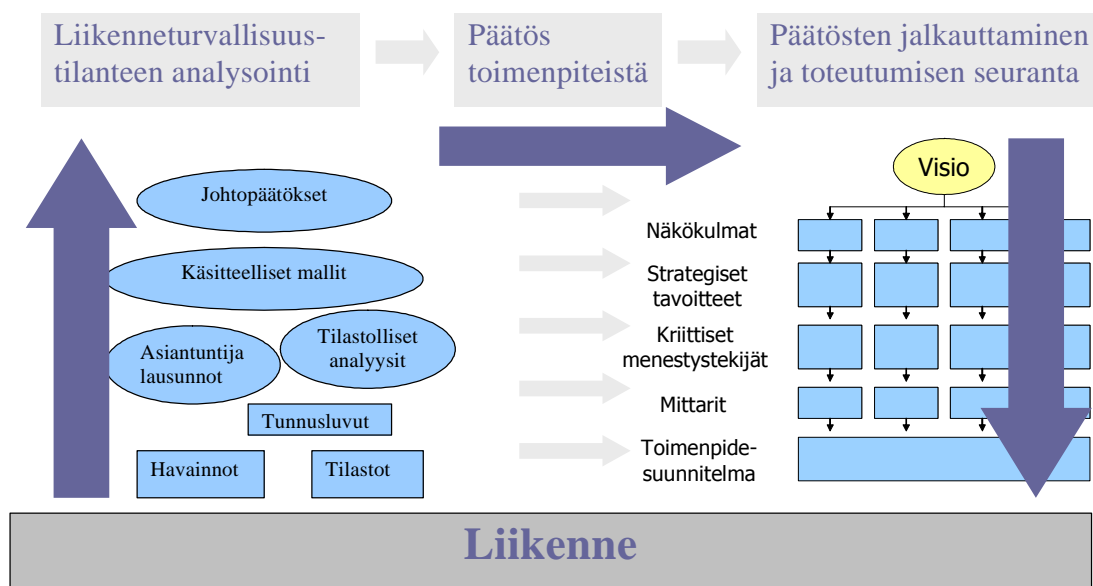 Liikenneturvallisuus-
tilanteen analysointi
Päätös
toimenpiteistä
Päätösten jalkauttaminen
ja toteutumisen seuranta
Johtopäätökset
Käsitteelliset mallit
Asiantuntija
lausunnot
Tilastolliset
analyysit
Tunnusluvut
Havainnot
Tilastot
Visio
Näkökulmat
Strategiset
tavoitteet
Kriittiset
menestystekijät
Mittarit
Toimenpide-
suunnitelma
Liikenne